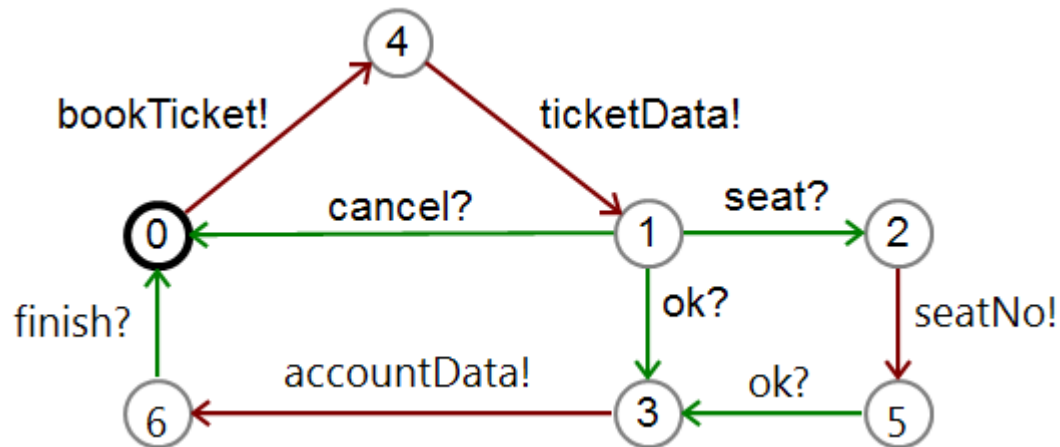 4
bookTicket!
ticketData!
cancel?
seat?
0
1
2
finish?
ok?
seatNo!
accountData!
ok?
6
3
5